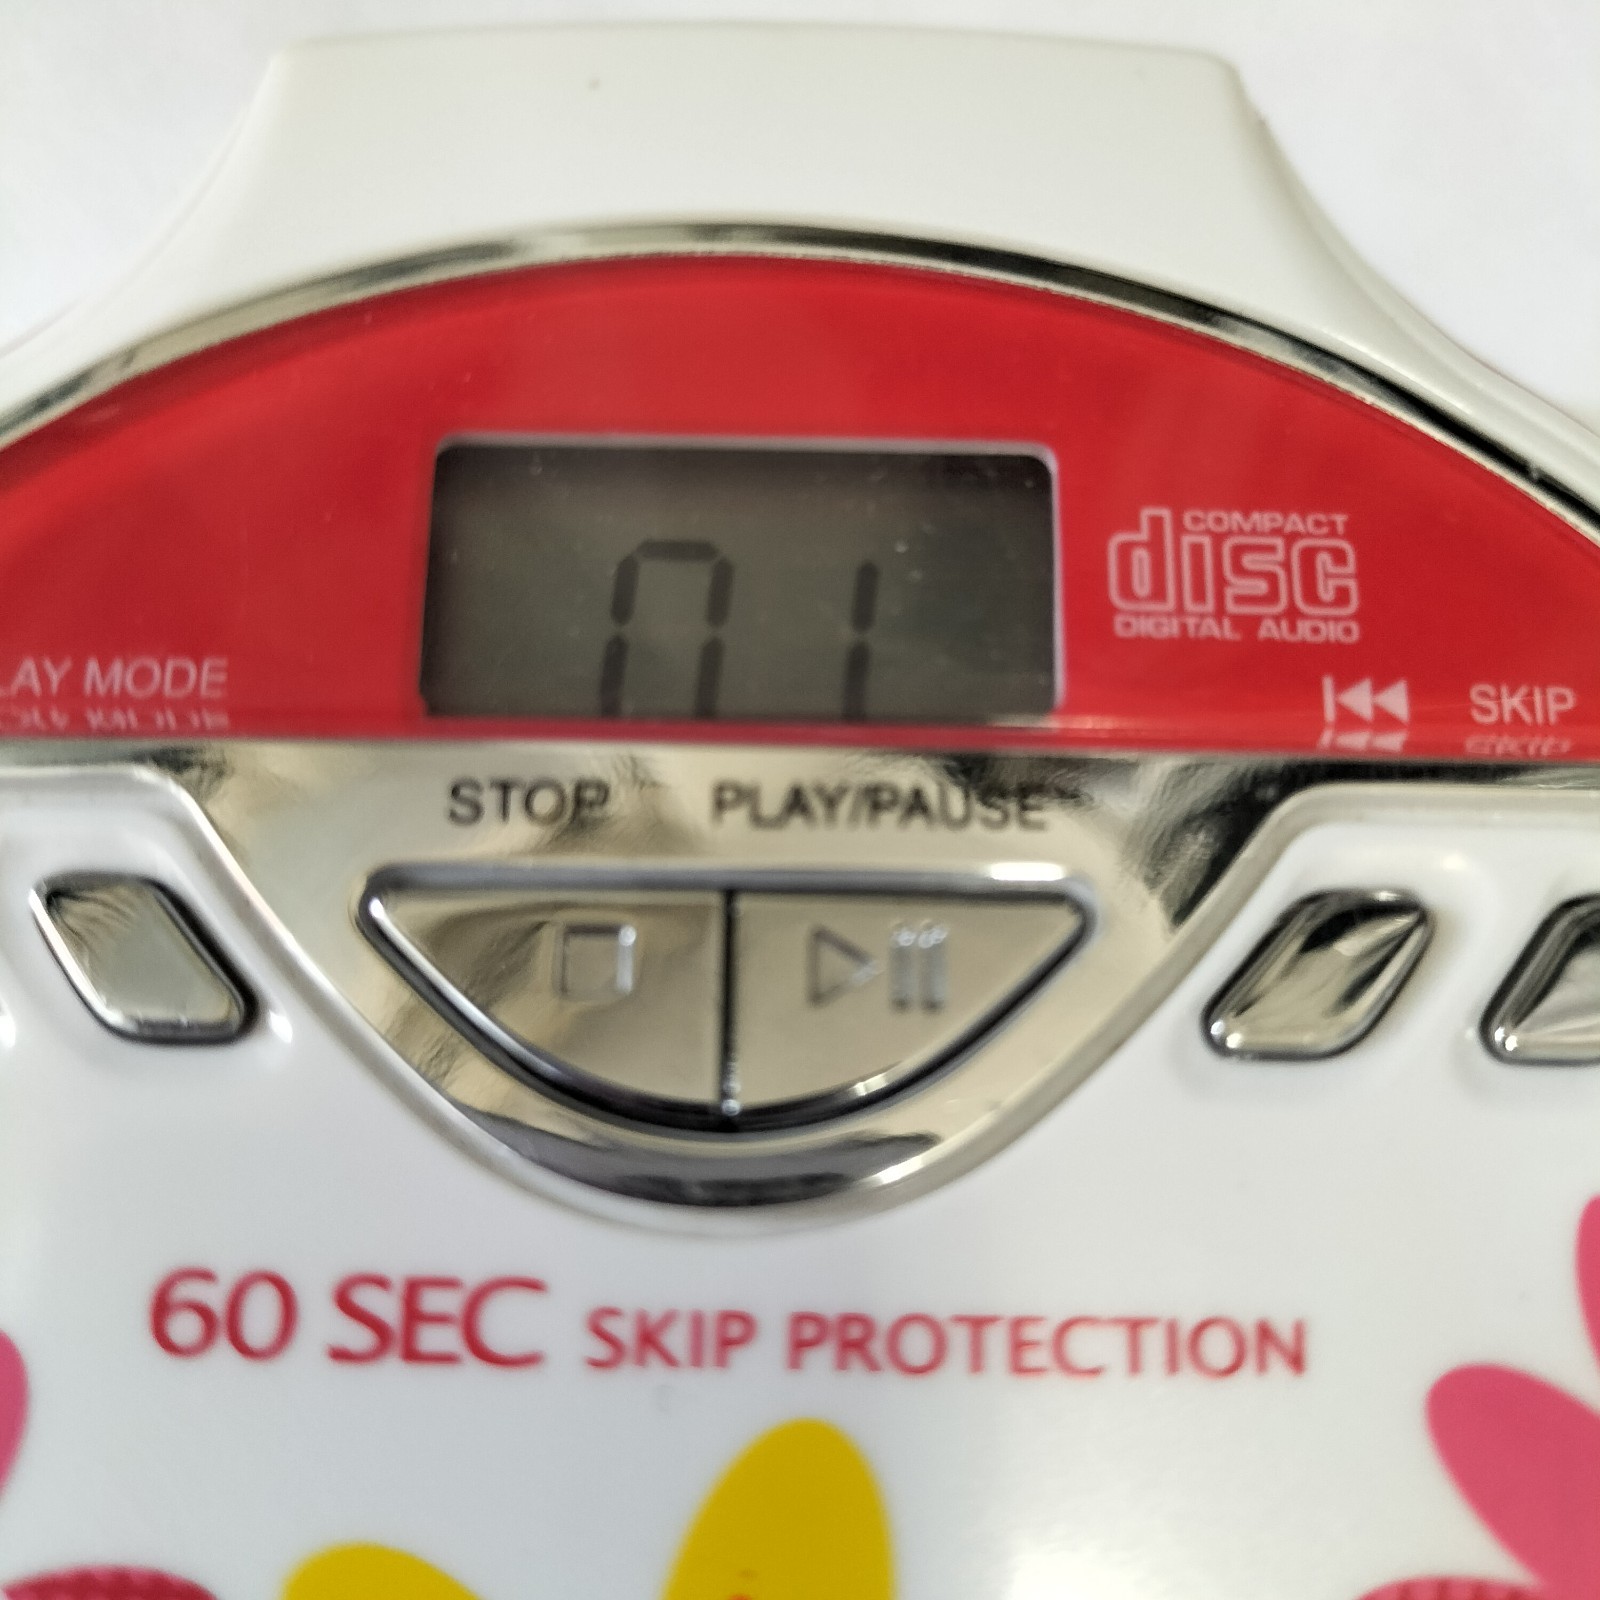 01
COMPACT
disc
DIGITAL AUDIO
LAY MODE
SKIP
STOP PLAY/PAUSE
60 SEC SKIP PROTECTION